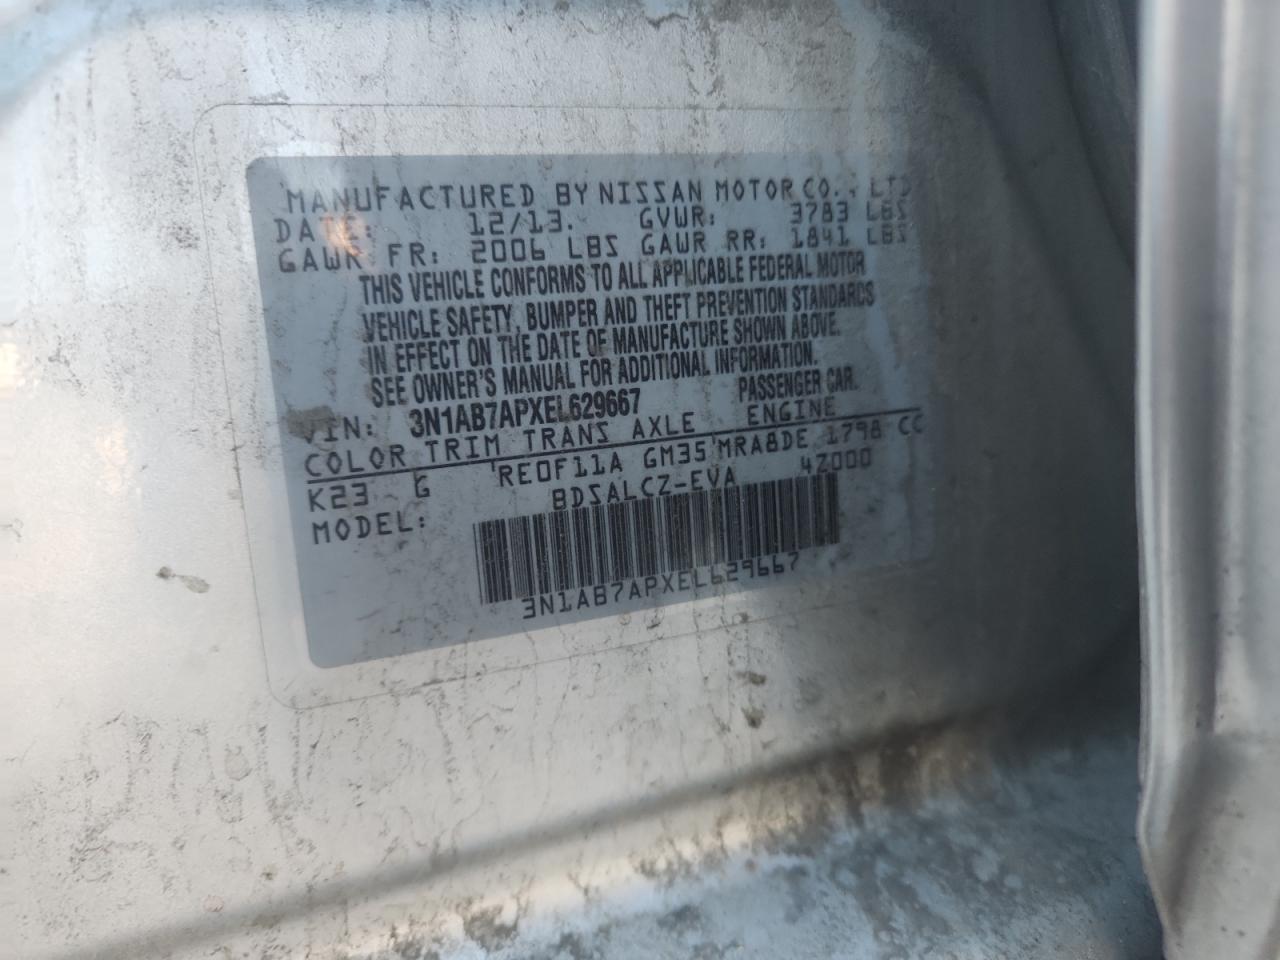 MANUFACTURED BY NISSAN MOTOR CO., LTD
DATE: 12/13. GVWR: 3783 LBS
GAWR FR: 2006 LBS GAWR RR: 1841 LBS
THIS VEHICLE CONFORMS TO ALL APPLICABLE FEDERAL MOTOR
VEHICLE SAFETY, BUMPER AND THEFT PREVENTION STANDARDS
IN EFFECT ON THE DATE OF MANUFACTURE SHOWN ABOVE.
SEE OWNER'S MANUAL FOR ADDITIONAL INFORMATION.
VIN: 3N1AB7APXEL629667 PASSENGER CAR.
COLOR TRIM TRANS AXLE ENGINE
K23 G RE0F11A GM35 MRA8DE 1798 CC
MODEL: BDSALCZ-EVA 4Z000
3N1AB7APXEL629667